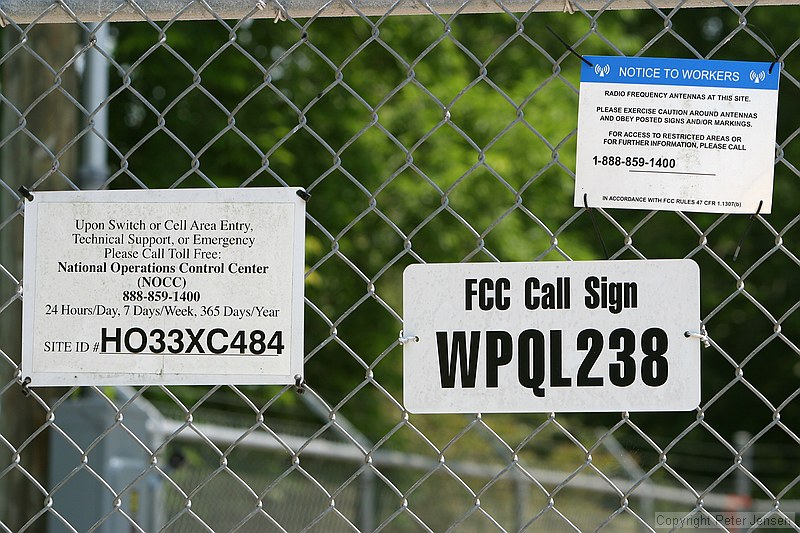 NOTICE TO WORKERS
RADIO FREQUENCY ANTENNAS AT THIS SITE.
PLEASE EXERCISE CAUTION AROUND ANTENNAS
AND OBEY POSTED SIGNS AND/OR MARKINGS.
FOR ACCESS TO RESTRICTED AREAS OR
FOR FURTHER INFORMATION, PLEASE CALL
1-888-859-1400
IN ACCORDANCE WITH FCC RULES 47 CFR 1.1307(b)
Upon Switch or Cell Area Entry,
Technical Support, or Emergency
Please Call Toll Free:
National Operations Control Center
(NOCC)
888-859-1400
24 Hours/Day, 7 Days/Week, 365 Days/Year
SITE ID #HO33XC484
FCC Call Sign
WPQL238
Copyright Peter Jensen